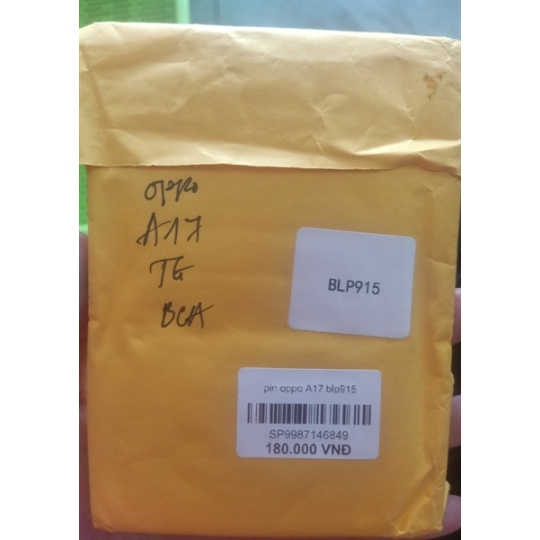 oppo
A17
TG
BCA
BLP915
pin oppo A17 blp915
SP9987146849
180.000 VNĐ